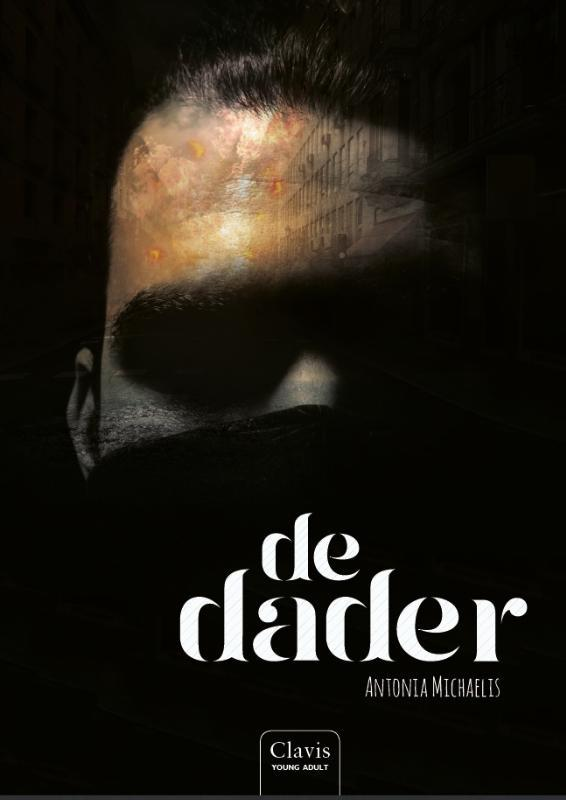 de
dader
ANTONIA MICHAELIS
Clavis
YOUNG ADULT